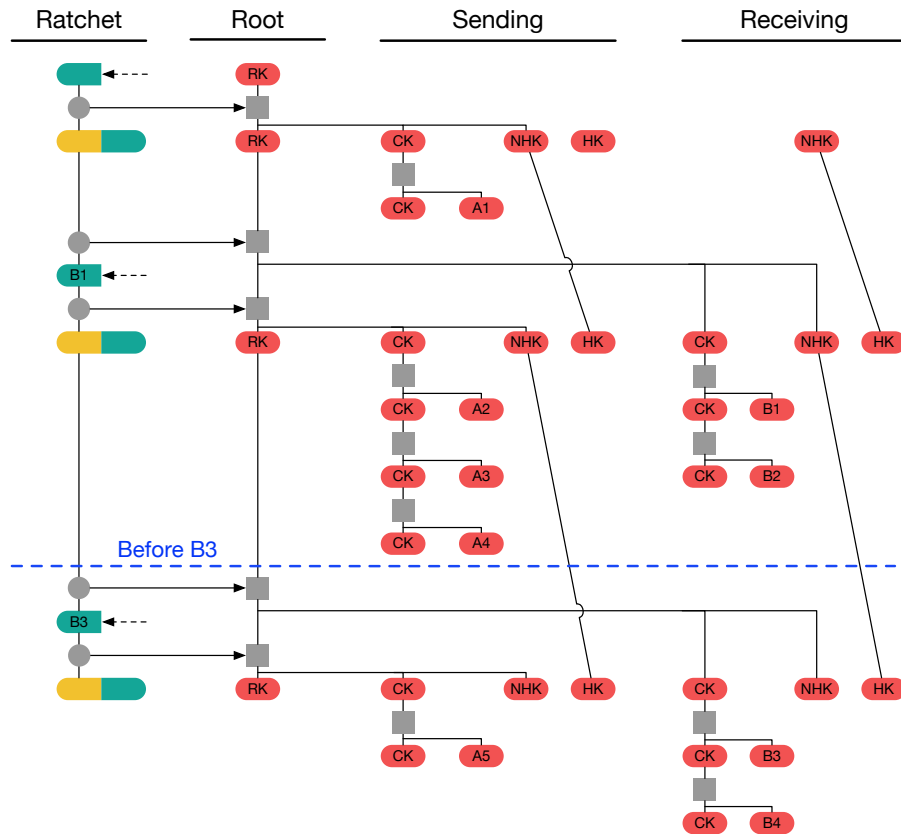 Ratchet Root Sending Receiving
RK
RK CK NHK HK NHK
CK A1
B1
RK CK NHK HK CK NHK HK
CK A2 CK B1
CK A3 CK B2
CK A4
Before B3
B3
RK CK NHK HK CK NHK HK
CK A5 CK B3
CK B4